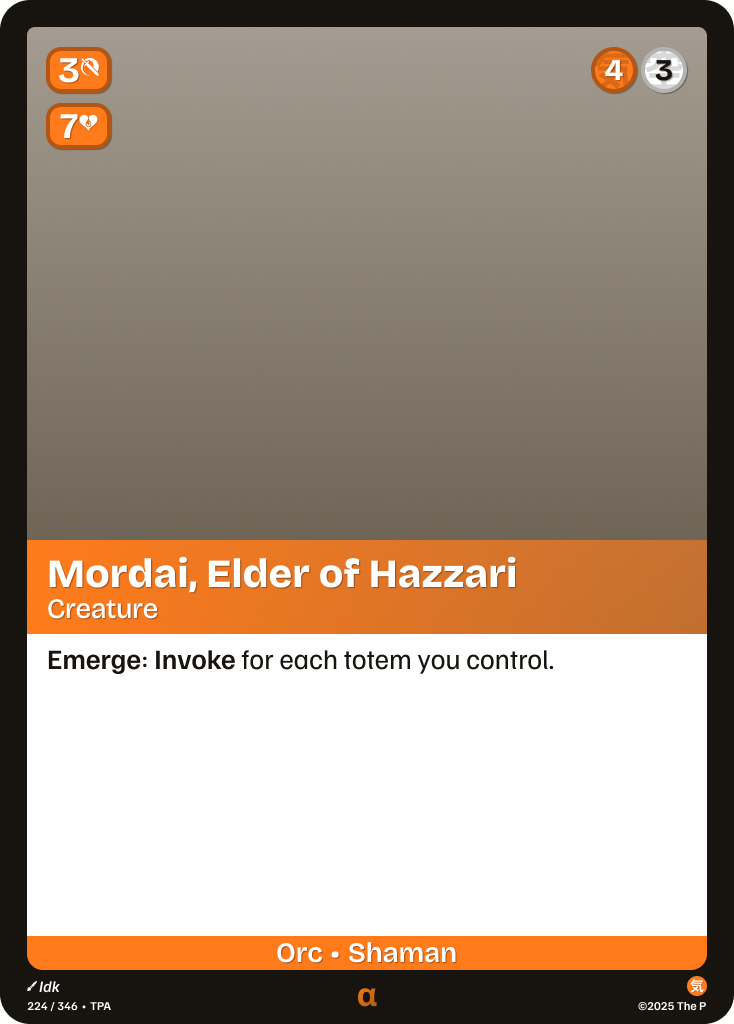 3
4 3
7
Mordai, Elder of Hazzari
Creature
Emerge: Invoke for each totem you control.
Orc • Shaman
Idk
224 / 346 • TPA
α
気
©2025 The P